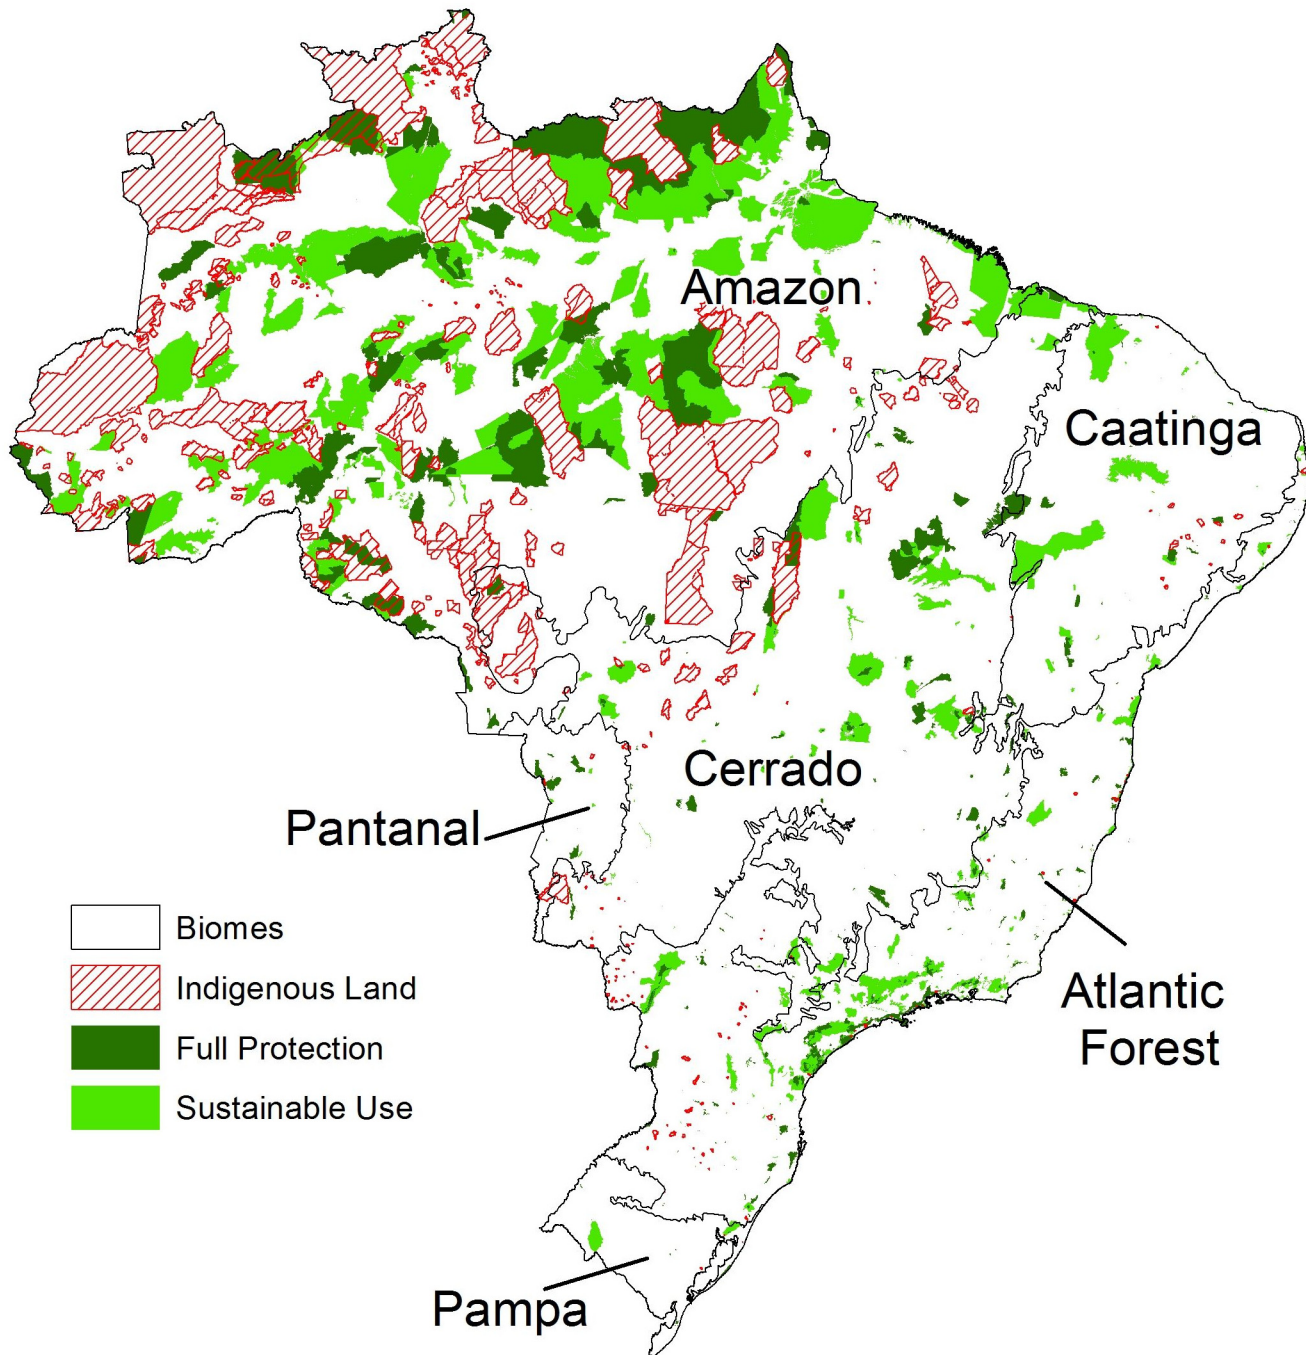 Amazon
Caatinga
Cerrado
Pantanal
Biomes
Indigenous Land
Full Protection
Sustainable Use
Atlantic
Forest
Pampa